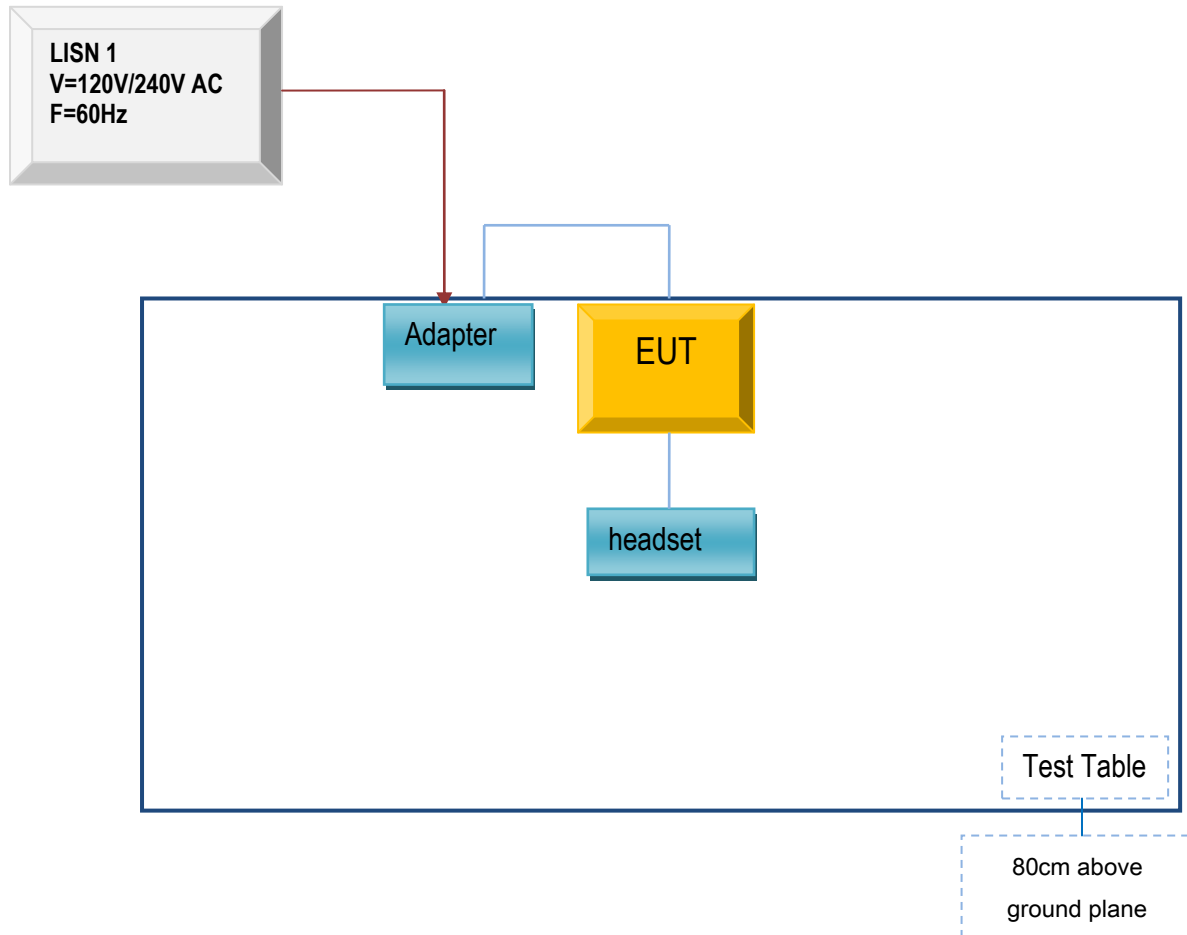 LISN 1
V=120V/240V AC
F=60Hz
Adapter
EUT
headset
Test Table
80cm above
ground plane